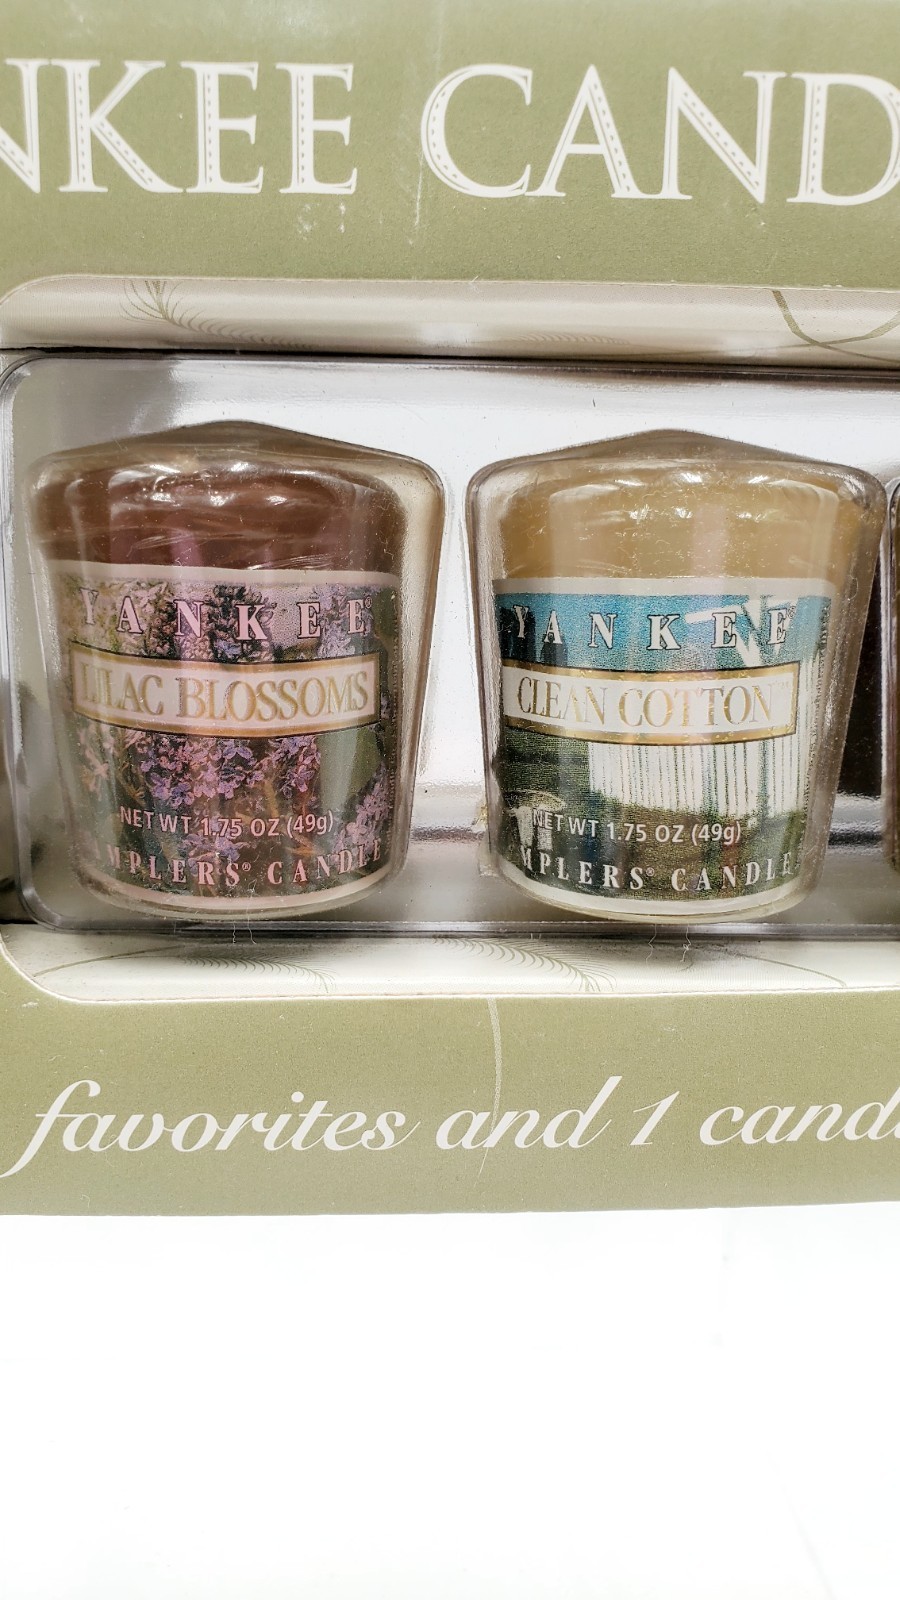 NKEE CAND
YANKEE®
LILAC BLOSSOMS
NET WT 1.75 OZ (49g)
MPLERS® CANDLE
YANKEE®
CLEAN COTTON™
NET WT 1.75 OZ (49g)
MPLERS® CANDLE
favorites and 1 cand